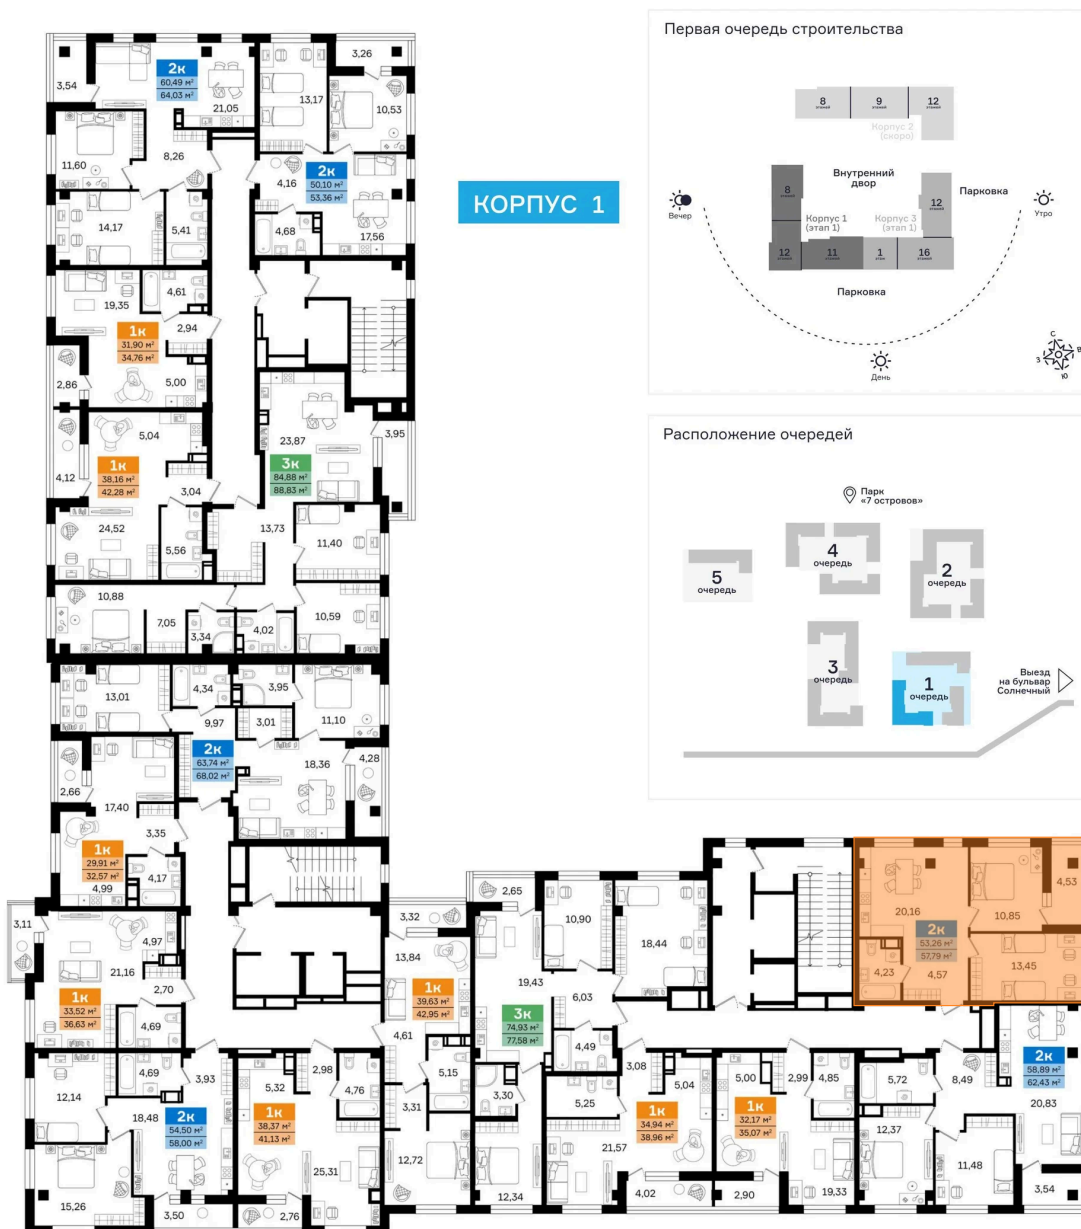 КОРПУС 1
2к
60,49 м²
64,03 м²
3,54
21,05
11,60
8,26
14,17
5,41
3,26
13,17
10,53
4,16
2к
50,10 м²
53,36 м²
4,68
17,56
19,35
4,61
1к
31,90 м²
34,76 м²
2,94
2,86
5,00
5,04
1к
38,16 м²
42,28 м²
4,12
3,04
24,52
5,56
23,87
3,95
3к
84,88 м²
88,83 м²
13,73
11,40
10,88
7,05
3,34
4,02
10,59
13,01
4,34
3,95
11,10
9,97
3,01
2к
63,74 м²
68,02 м²
18,36
4,28
2,66
17,40
3,35
1к
29,91 м²
32,57 м²
4,99
4,17
3,11
4,97
21,16
2,70
1к
33,52 м²
36,63 м²
4,69
4,69
3,93
12,14
18,48
2к
54,50 м²
58,00 м²
15,26
3,50
5,32
2,98
4,76
1к
38,37 м²
41,13 м²
25,31
2,76
3,32
13,84
1к
39,63 м²
42,95 м²
4,61
5,15
3,31
12,72
2,65
10,90
18,44
19,43
6,03
3к
74,93 м²
77,58 м²
4,49
3,30
12,34
3,08
5,04
5,25
1к
34,94 м²
38,96 м²
21,57
4,02
5,00
2,99
4,85
1к
32,17 м²
35,07 м²
19,33
2,90
20,16
10,85
4,53
2к
53,26 м²
57,79 м²
4,23
4,57
13,45
5,72
8,49
2к
58,89 м²
62,43 м²
20,83
12,37
11,48
3,54
Первая очередь строительства
8
этажей
9
этажей
12
этажей
Корпус 2
(скоро)
Внутренний
двор
8
этажей
Корпус 1
(этап 1)
Корпус 3
(этап 1)
12
этажей
Парковка
12
этажей
11
этажей
1
этаж
16
этажей
Парковка
Вечер
Утро
День
С
З
В
Ю
Расположение очередей
Парк
«7 островов»
5
очередь
4
очередь
2
очередь
3
очередь
1
очередь
Выезд
на бульвар
Солнечный